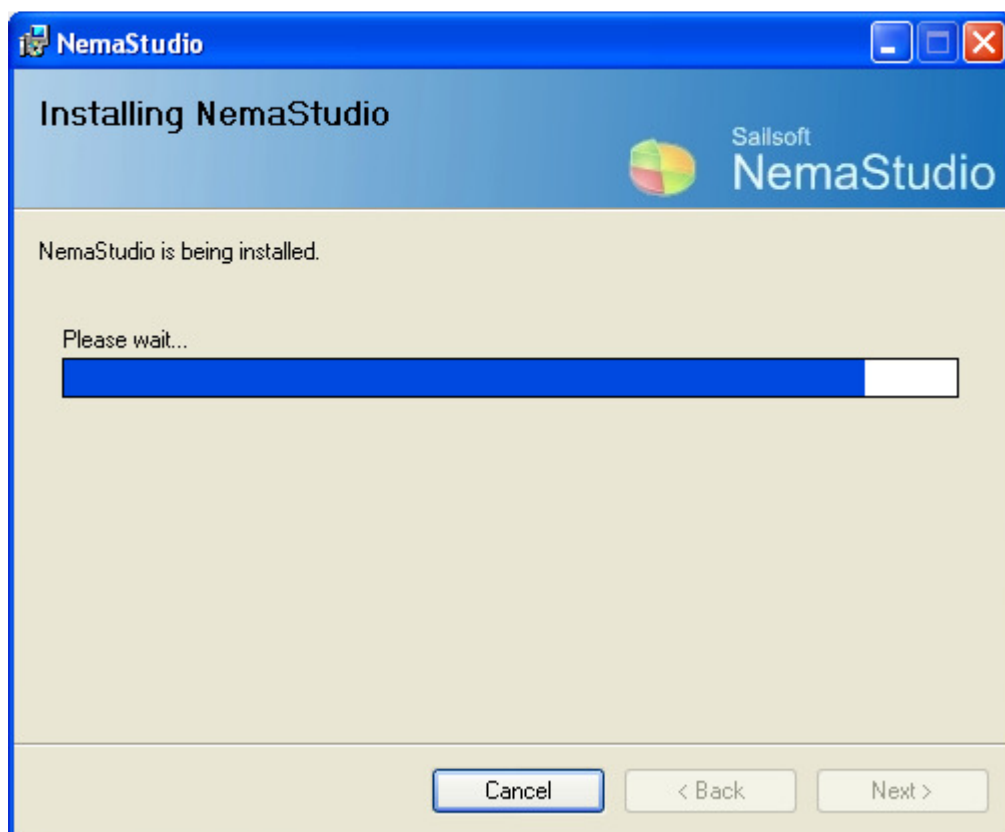 NemaStudio
Installing NemaStudio
Sailsoft
NemaStudio
NemaStudio is being installed.
Please wait...
Cancel
< Back
Next >